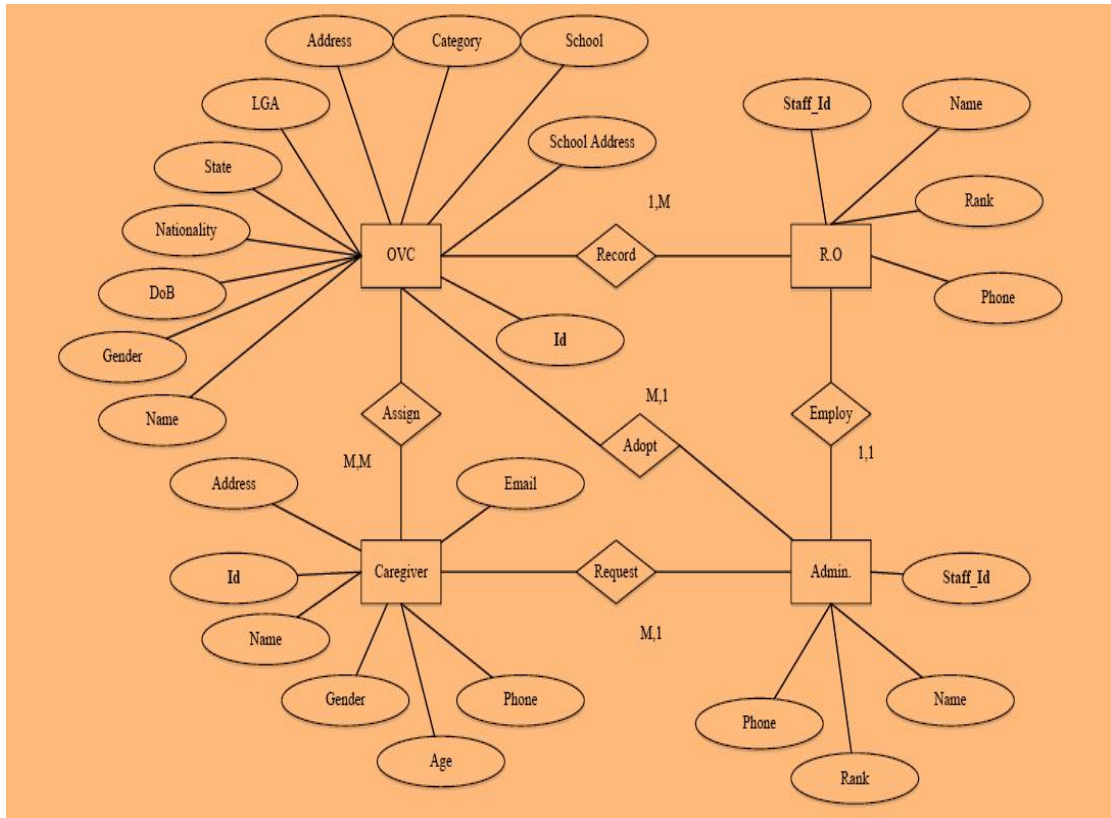 Address
Category
School
LGA
Staff_Id
Name
School Address
State
1,M
Rank
Nationality
OVC
Record
R.O
DoB
Phone
Id
Gender
M,1
Name
Assign
Adopt
Employ
1,1
M,M
Address
Email
Id
Caregiver
Request
Admin.
Staff_Id
Name
M,1
Gender
Phone
Name
Phone
Age
Rank